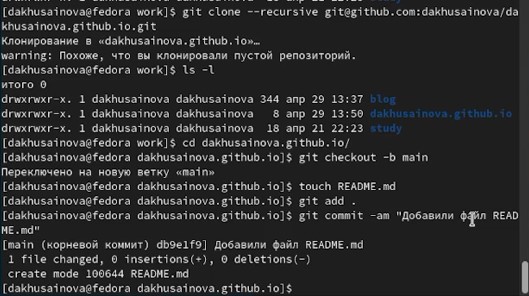 [dakhusainova@fedora work]$ git clone --recursive git@github.com:dakhusainova/da
khusainova.github.io.git
Клонирование в «dakhusainova.github.io»…
warning: Похоже, что вы клонировали пустой репозиторий.
[dakhusainova@fedora work]$ ls -l
итого 0
drwxrwxr-x. 1 dakhusainova dakhusainova 344 апр 29 13:37 blog
drwxrwxr-x. 1 dakhusainova dakhusainova   8 апр 29 13:50 dakhusainova.github.io
drwxrwxr-x. 1 dakhusainova dakhusainova  18 апр 21 22:23 study
[dakhusainova@fedora work]$ cd dakhusainova.github.io/
[dakhusainova@fedora dakhusainova.github.io]$ git checkout -b main
Переключено на новую ветку «main»
[dakhusainova@fedora dakhusainova.github.io]$ touch README.md
[dakhusainova@fedora dakhusainova.github.io]$ git add .
[dakhusainova@fedora dakhusainova.github.io]$ git commit -am "Добавили файл READ
ME.md"
[main (корневой коммит) db9e1f9] Добавили файл README.md
 1 file changed, 0 insertions(+), 0 deletions(-)
 create mode 100644 README.md
[dakhusainova@fedora dakhusainova.github.io]$